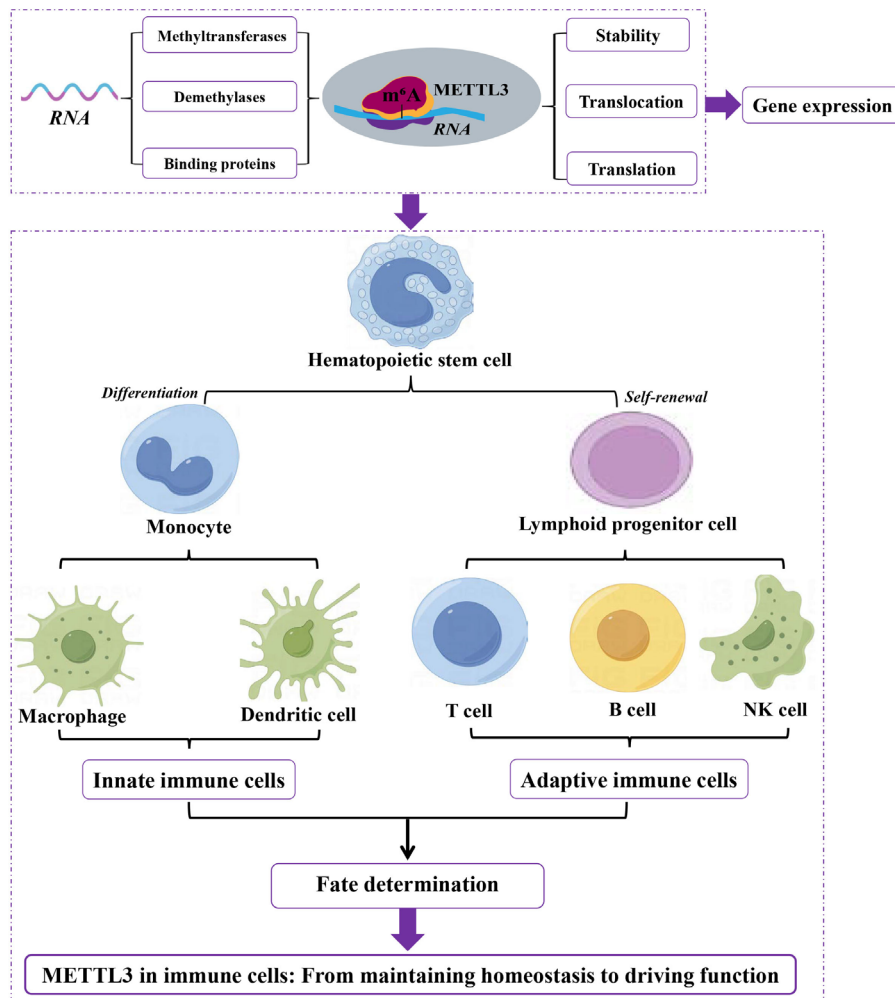 Methyltransferases
Demethylases
Binding proteins
RNA
m⁶A
METTL3
RNA
Stability
Translocation
Translation
Gene expression
Hematopoietic stem cell
Differentiation
Self-renewal
Monocyte
Lymphoid progenitor cell
Macrophage
Dendritic cell
T cell
B cell
NK cell
Innate immune cells
Adaptive immune cells
Fate determination
METTL3 in immune cells: From maintaining homeostasis to driving function